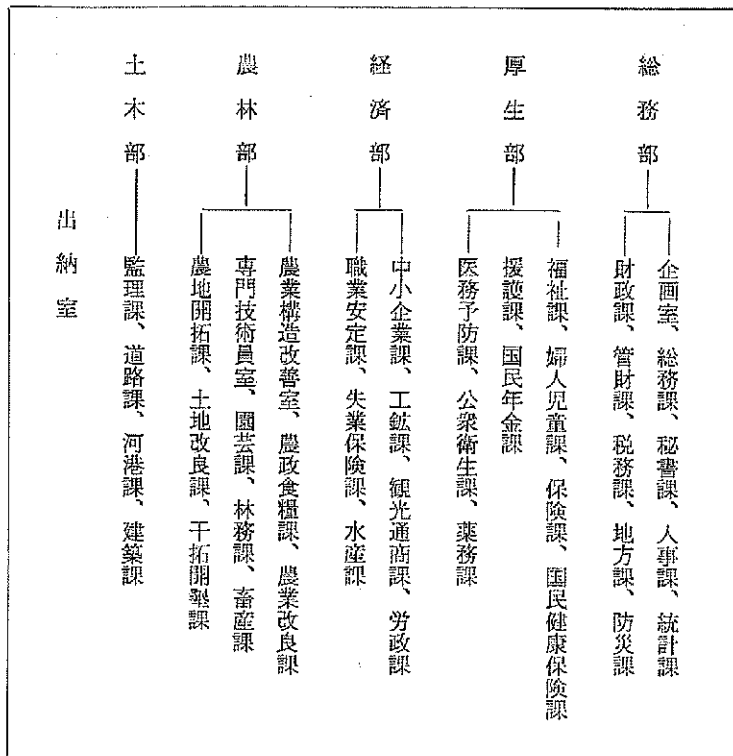 総務部
企画室、総務課、秘書課、人事課、統計課
財政課、管財課、税務課、地方課、防災課
厚生部
福祉課、婦人児童課、保険課、国民健康保険課
援護課、国民年金課
医務予防課、公衆衛生課、薬務課
経済部
中小企業課、工鉱課、観光通商課、労政課
職業安定課、失業保険課、水産課
農林部
農業構造改善室、農政食糧課、農業改良課
専門技術員室、園芸課、林務課、畜産課
農地開拓課、土地改良課、干拓開墾課
土木部
監理課、道路課、河港課、建築課
出納室